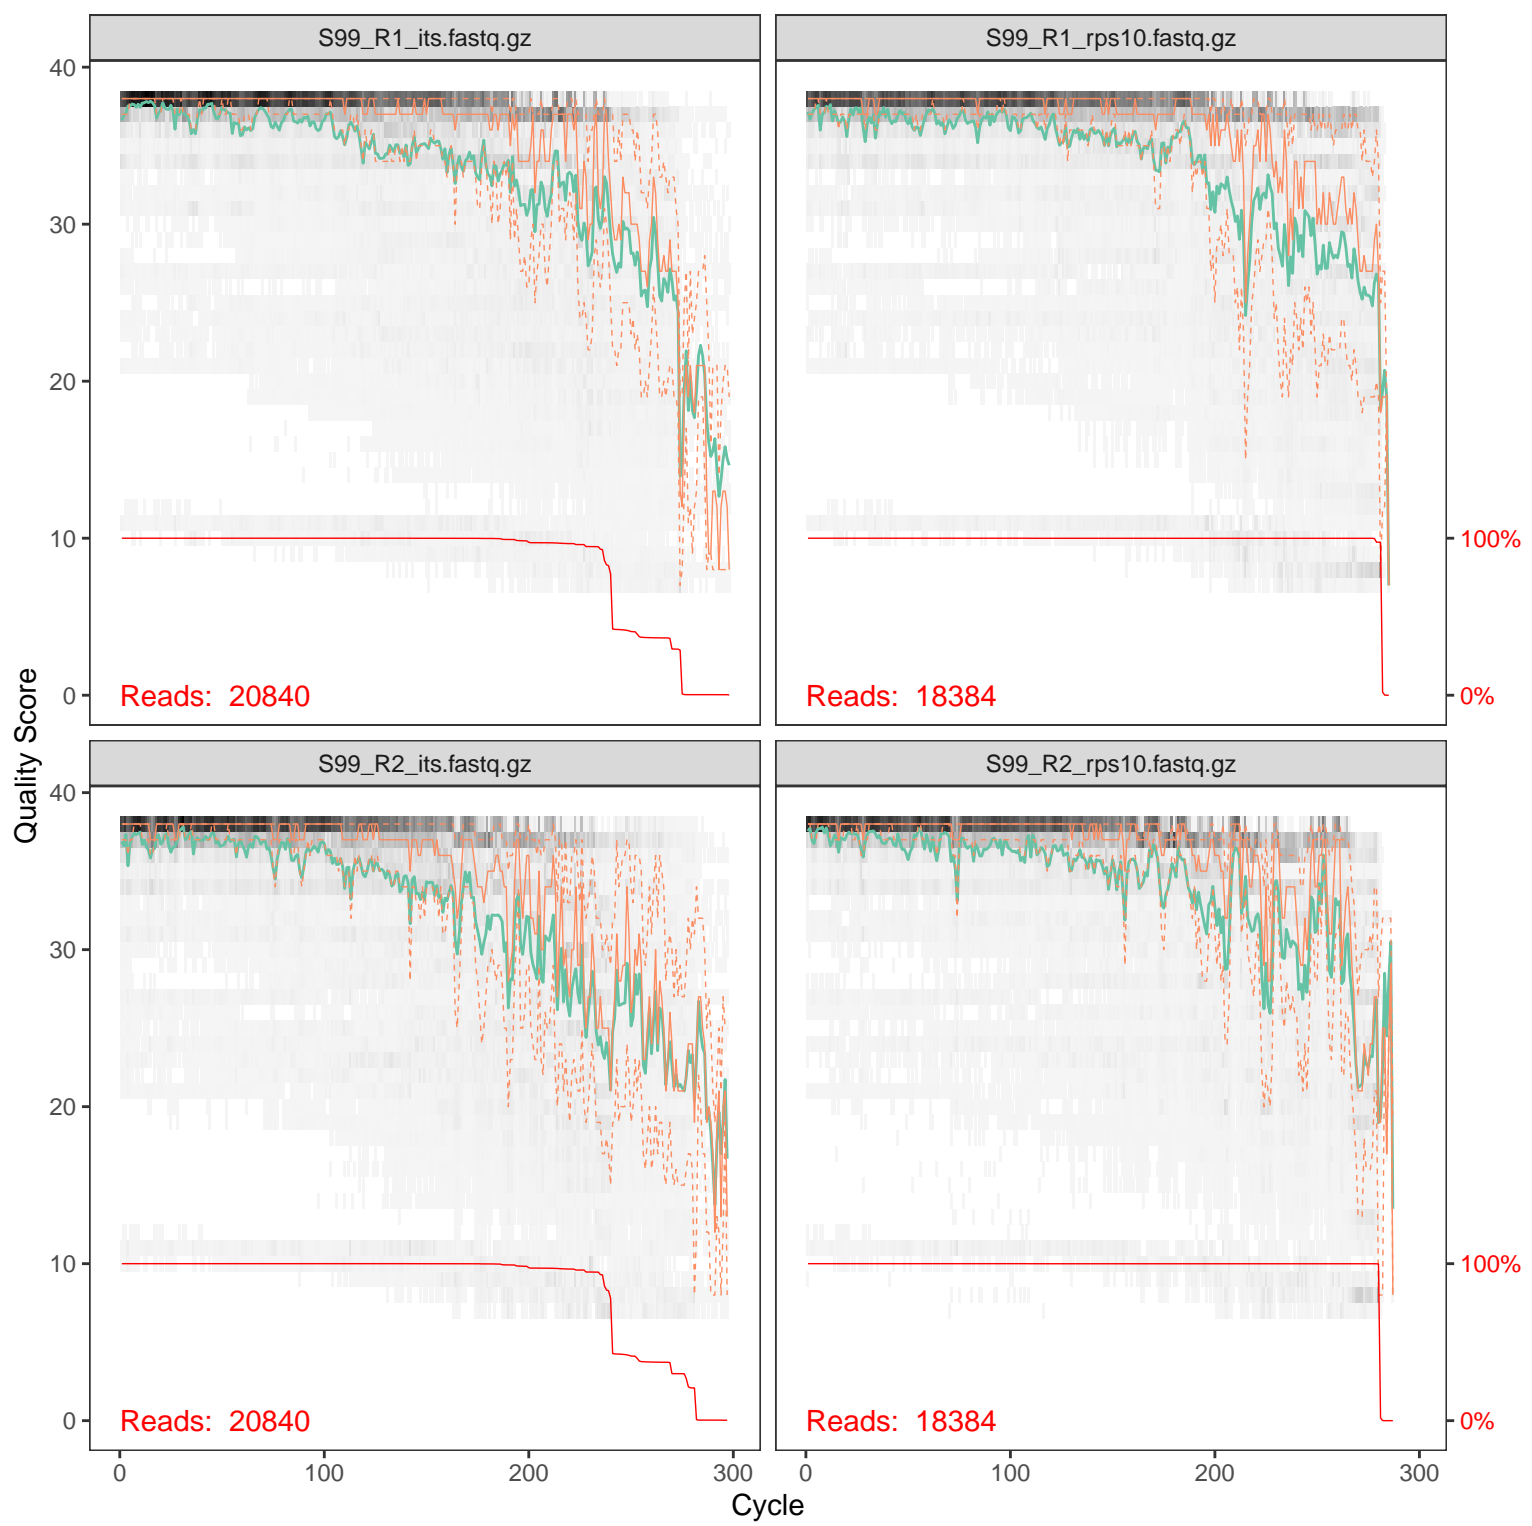 S99_R1_its.fastq.gz
S99_R1_rps10.fastq.gz
40
30
20
10
0
Reads: 20840
Reads: 18384
100%
0%
Quality Score
S99_R2_its.fastq.gz
S99_R2_rps10.fastq.gz
40
30
20
10
0
Reads: 20840
Reads: 18384
100%
0%
0 100 200 300
0 100 200 300
Cycle